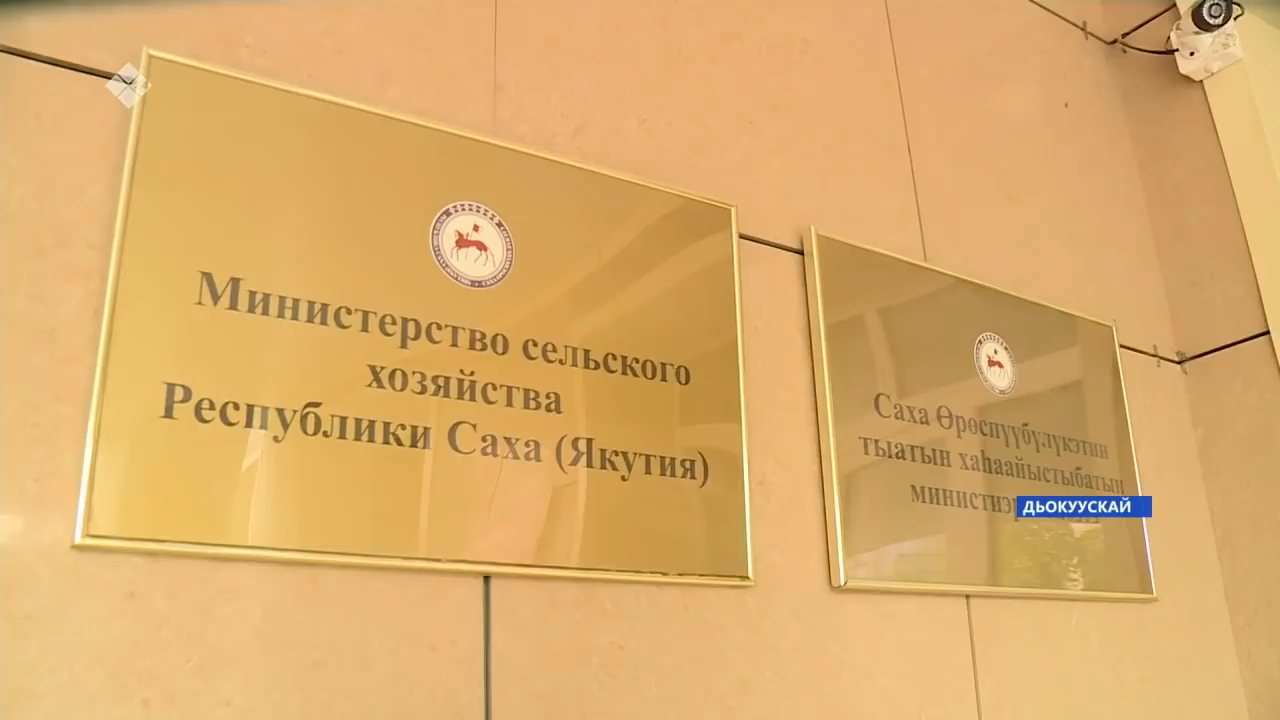 Министерство сельского
хозяйства
Республики Саха (Якутия)
Саха Өрөспүүбүлүкэтин
тыатын хаһаайыстыбатын
ДЬОКУУСКАЙ